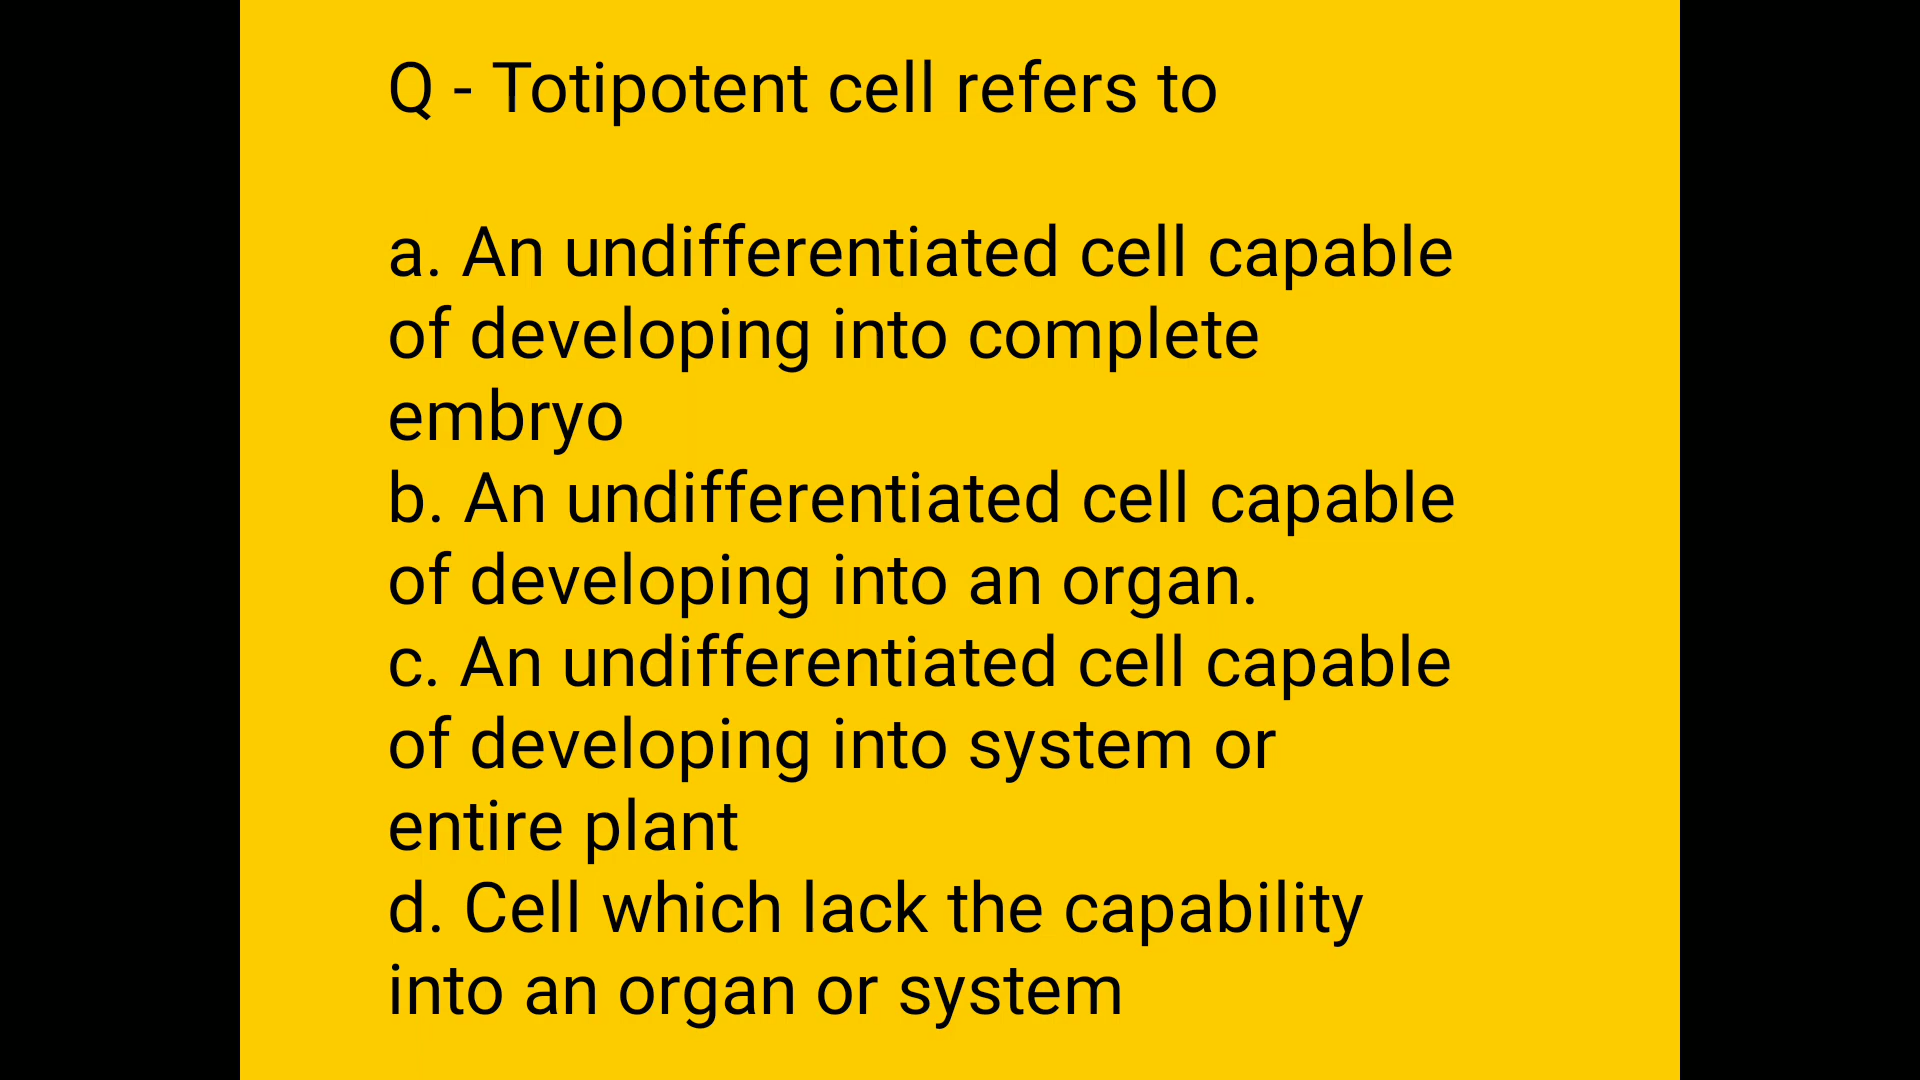 Q - Totipotent cell refers to
a. An undifferentiated cell capable
of developing into complete
embryo
b. An undifferentiated cell capable
of developing into an organ.
c. An undifferentiated cell capable
of developing into system or
entire plant
d. Cell which lack the capability
into an organ or system